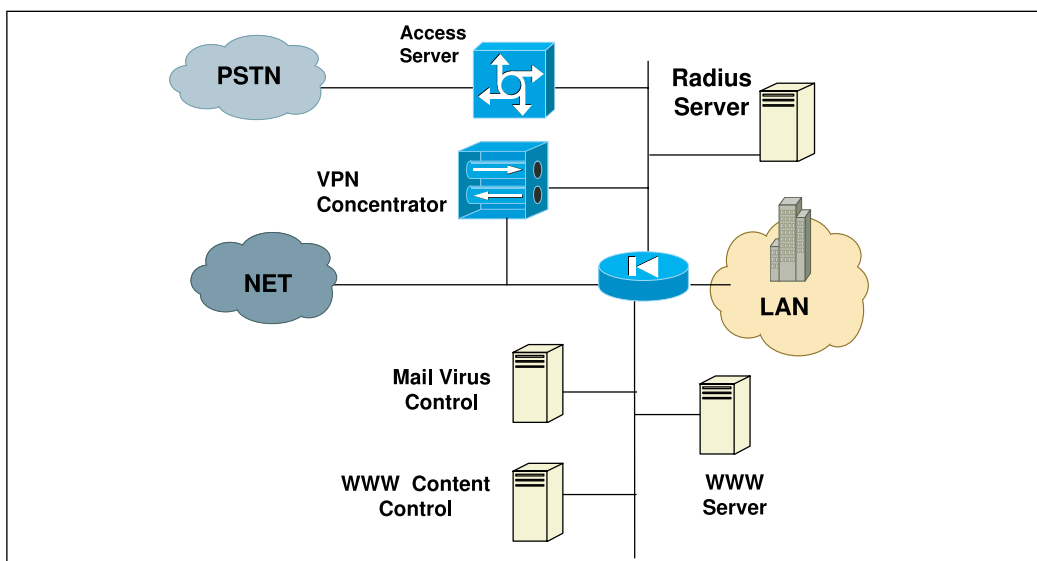 Access
Server
PSTN
Radius
Server
VPN
Concentrator
NET
LAN
Mail Virus
Control
WWW Content
Control
WWW
Server